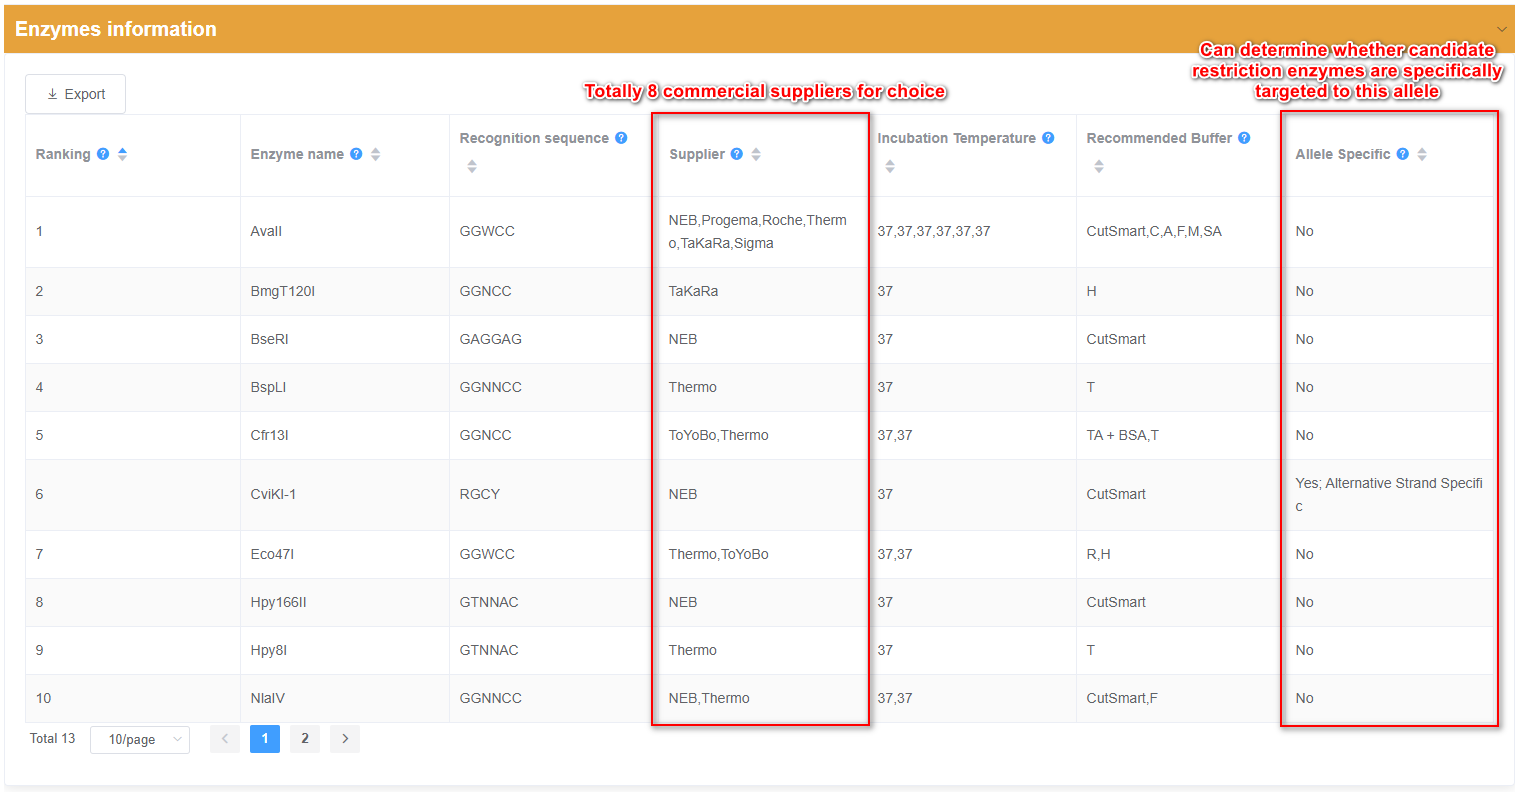 Enzymes information
Can determine whether candidate
restriction enzymes are specifically
targeted to this allele
Export
Totally 8 commercial suppliers for choice
Ranking Enzyme name Recognition sequence Supplier Incubation Temperature Recommended Buffer Allele Specific
1 AvaII GGWCC NEB,Progema,Roche,Therm 37,37,37,37,37,37 CutSmart,C,A,F,M,SA No
o,TaKaRa,Sigma
2 BmgT120I GGNCC TaKaRa 37 H No
3 BseRI GAGGAG NEB 37 CutSmart No
4 BspLI GGNNCC Thermo 37 T No
5 Cfr13I GGNCC ToYoBo,Thermo 37,37 TA + BSA,T No
6 CviKI-1 RGCY NEB 37 CutSmart Yes; Alternative Strand Specifi
c
7 Eco47I GGWCC Thermo,ToYoBo 37,37 R,H No
8 Hpy166II GTNNAC NEB 37 CutSmart No
9 Hpy8I GTNNAC Thermo 37 T No
10 NlaIV GGNNCC NEB,Thermo 37,37 CutSmart,F No
Total 13 10/page 1 2